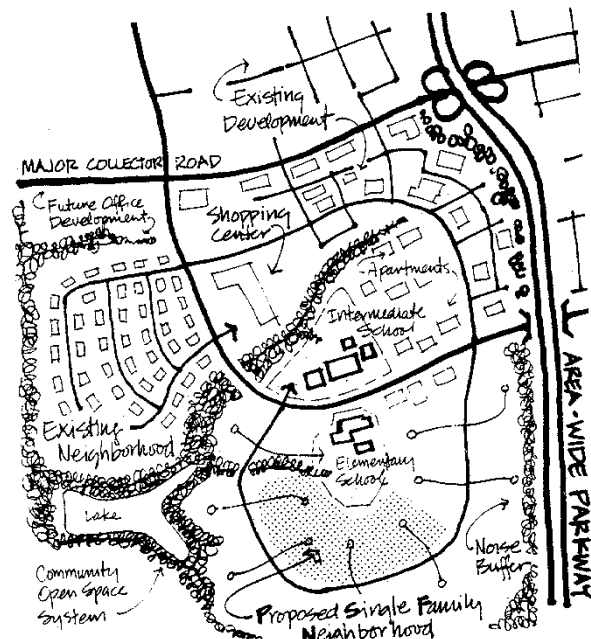 Existing
Development
MAJOR COLLECTOR ROAD
Future Office
Development
Shopping
Center
Apartments
Intermediate
School
Existing
Neighborhood
Elementary
School
Lake
Noise
Buffer
Community
Open Space
System
Proposed Single Family
Neighborhood
AREA-WIDE PARKWAY